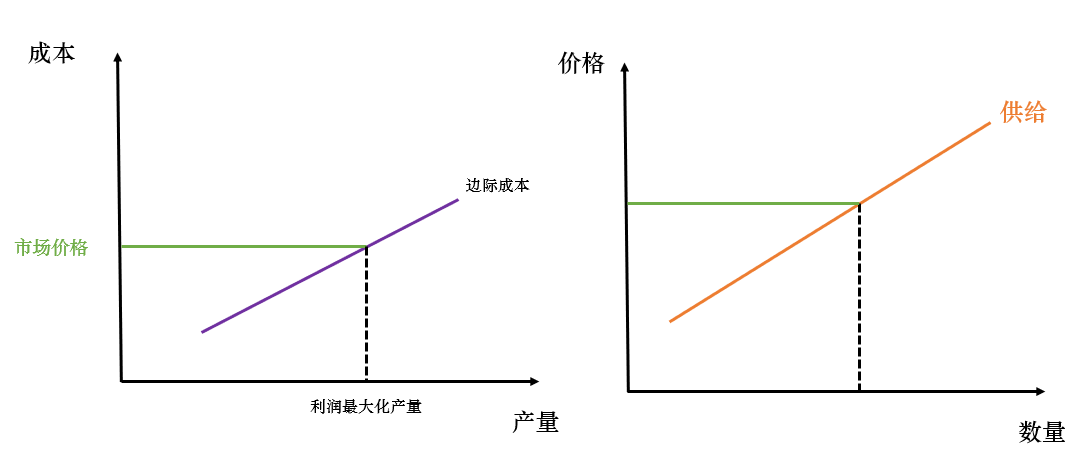 成本
边际成本
市场价格
利润最大化产量
产量
价格
供给
数量